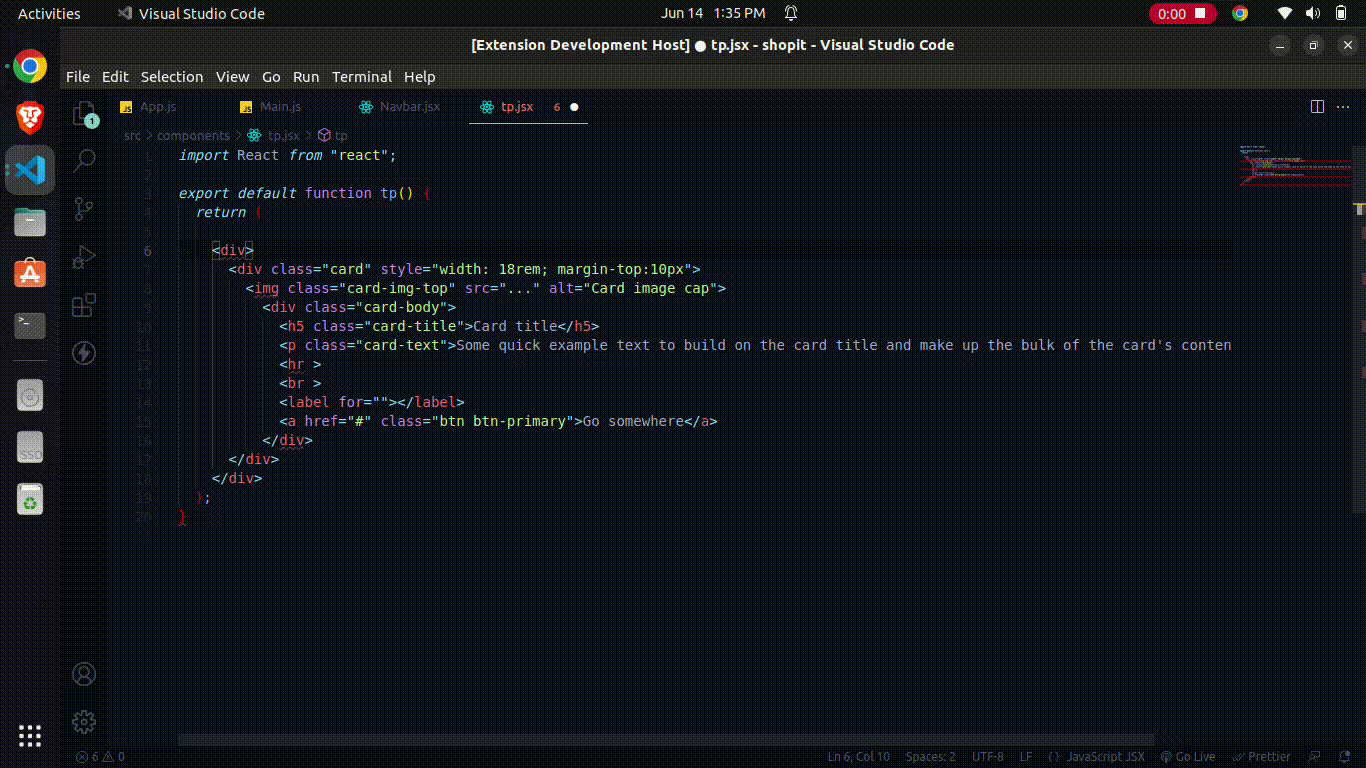 Activities Visual Studio Code Jun 14 1:35 PM 0:00
[Extension Development Host] ● tp.jsx - shopit - Visual Studio Code
File Edit Selection View Go Run Terminal Help
JS App.js JS Main.js Navbar.jsx tp.jsx 6 ●
1
src > components > tp.jsx > tp
1 import React from "react";
2
3 export default function tp() {
4 return (
5
6 <div>
7 <div class="card" style="width: 18rem; margin-top:10px">
8 <img class="card-img-top" src="..." alt="Card image cap">
9 <div class="card-body">
10 <h5 class="card-title">Card title</h5>
11 <p class="card-text">Some quick example text to build on the card title and make up the bulk of the card's conten
12 <hr >
13 <br >
14 <label for=""></label>
15 <a href="#" class="btn btn-primary">Go somewhere</a>
16 </div>
17 </div>
18 </div>
19 );
20 }
SSD
6 0 Ln 6, Col 10 Spaces: 2 UTF-8 LF {} JavaScript JSX Go Live Prettier